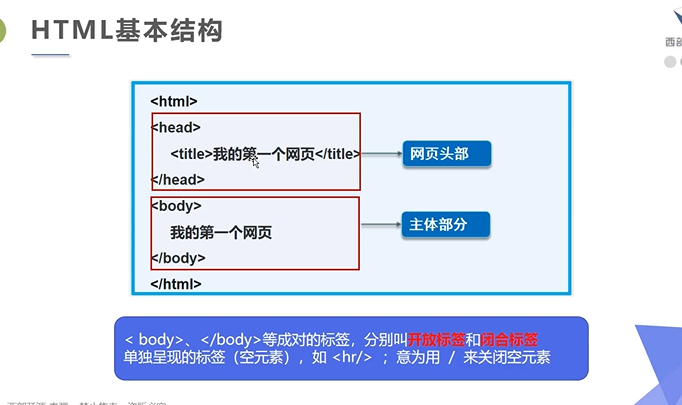 HTML基本结构
西部
<html>
<head>
<title>我的第一个网页</title>
网页头部
</head>
<body>
主体部分
我的第一个网页
</body>
</html>
< body>、</body>等成对的标签，分别叫开放标签和闭合标签
单独呈现的标签（空元素），如 <hr/> ；意为用 / 来关闭空元素